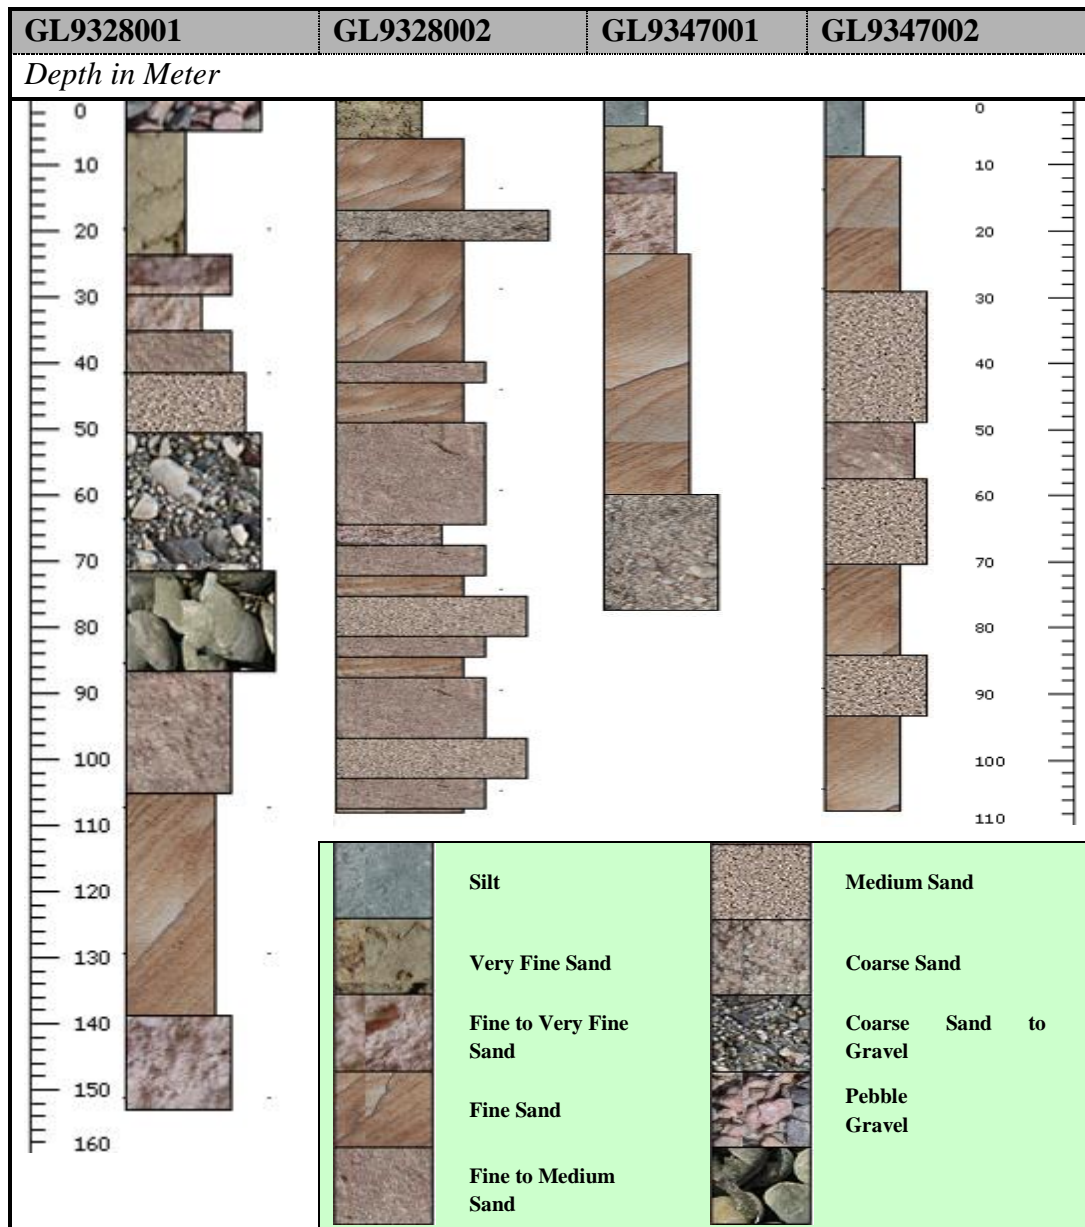 GL9328001 GL9328002 GL9347001 GL9347002
Depth in Meter
0 0
10 10
20 20
30 30
40 40
50 50
60 60
70 70
80 80
90 90
100 100
110 110
120
130
140
150
160
Silt Medium Sand
Very Fine Sand Coarse Sand
Fine to Very Fine Coarse Sand to
Sand Gravel
Fine Sand Pebble
Gravel
Fine to Medium
Sand